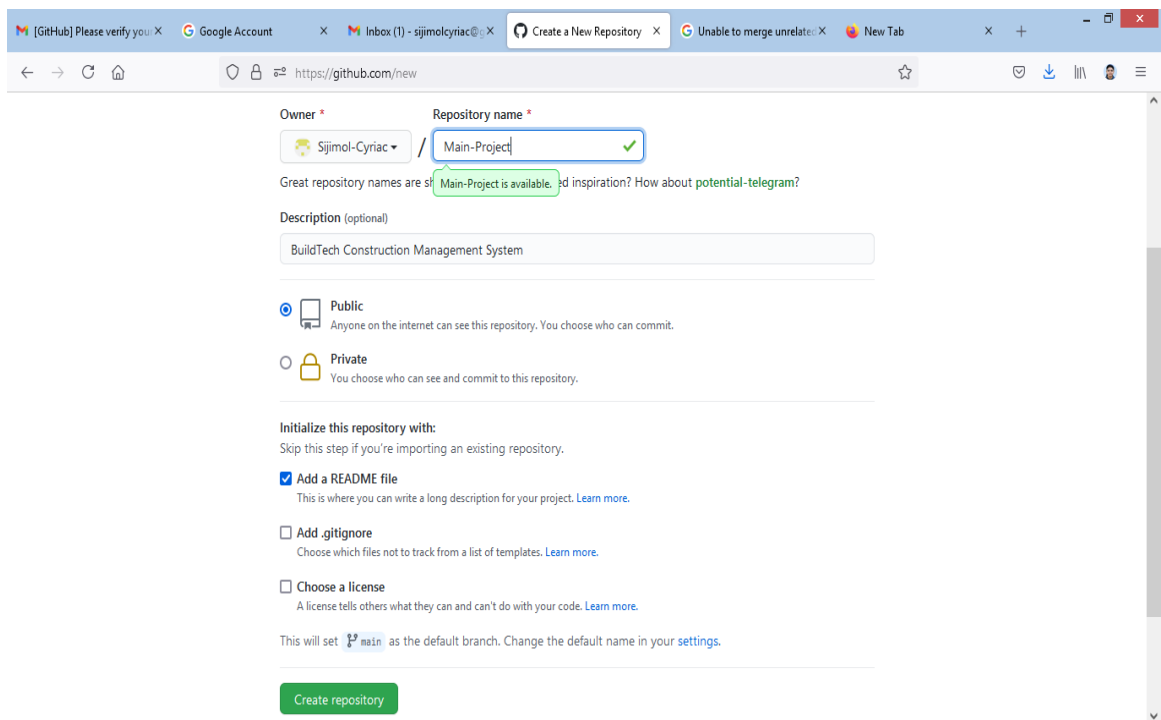 [GitHub] Please verify your
Google Account
Inbox (1) - sijimolcyriac@g
Create a New Repository
Unable to merge unrelated
New Tab
https://github.com/new
Owner *
Repository name *
Sijimol-Cyriac
/
Main-Project
Great repository names are sh
Main-Project is available.
ed inspiration? How about potential-telegram?
Description (optional)
BuildTech Construction Management System
Public
Anyone on the internet can see this repository. You choose who can commit.
Private
You choose who can see and commit to this repository.
Initialize this repository with:
Skip this step if you're importing an existing repository.
Add a README file
This is where you can write a long description for your project. Learn more.
Add .gitignore
Choose which files not to track from a list of templates. Learn more.
Choose a license
A license tells others what they can and can't do with your code. Learn more.
This will set main as the default branch. Change the default name in your settings.
Create repository